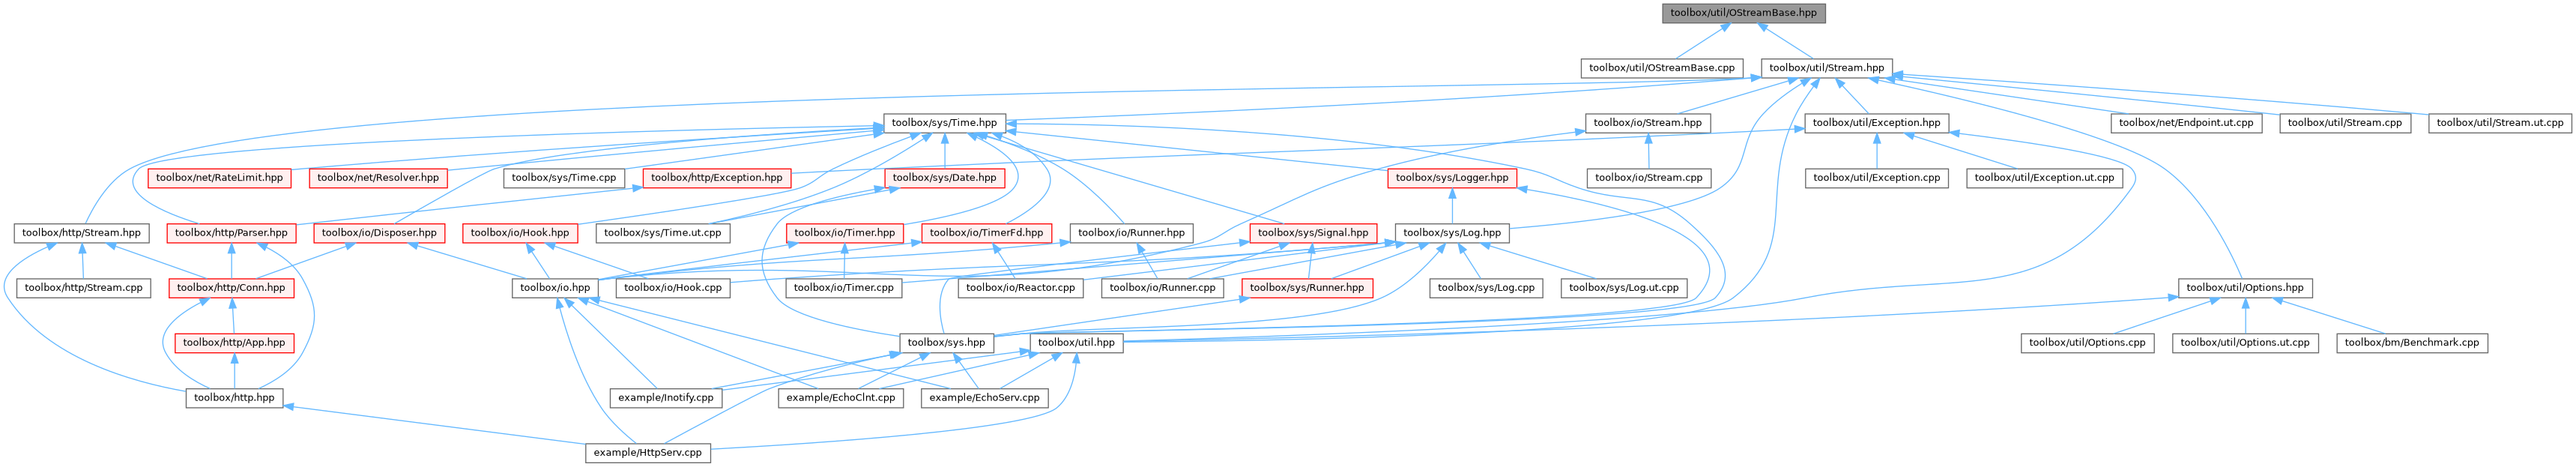 toolbox/util/OStreamBase.hpp
toolbox/util/OStreamBase.cpp
toolbox/util/Stream.hpp
toolbox/sys/Time.hpp
toolbox/io/Stream.hpp
toolbox/util/Exception.hpp
toolbox/net/Endpoint.ut.cpp
toolbox/util/Stream.cpp
toolbox/util/Stream.ut.cpp
toolbox/net/RateLimit.hpp
toolbox/net/Resolver.hpp
toolbox/sys/Time.cpp
toolbox/http/Exception.hpp
toolbox/sys/Date.hpp
toolbox/sys/Logger.hpp
toolbox/io/Stream.cpp
toolbox/util/Exception.cpp
toolbox/util/Exception.ut.cpp
toolbox/http/Stream.hpp
toolbox/http/Parser.hpp
toolbox/io/Disposer.hpp
toolbox/io/Hook.hpp
toolbox/sys/Time.ut.cpp
toolbox/io/Timer.hpp
toolbox/io/TimerFd.hpp
toolbox/io/Runner.hpp
toolbox/sys/Signal.hpp
toolbox/sys/Log.hpp
toolbox/http/Stream.cpp
toolbox/http/Conn.hpp
toolbox/io.hpp
toolbox/io/Hook.cpp
toolbox/io/Timer.cpp
toolbox/io/Reactor.cpp
toolbox/io/Runner.cpp
toolbox/sys/Runner.hpp
toolbox/sys/Log.cpp
toolbox/sys/Log.ut.cpp
toolbox/util/Options.hpp
toolbox/http/App.hpp
toolbox/sys.hpp
toolbox/util.hpp
toolbox/util/Options.cpp
toolbox/util/Options.ut.cpp
toolbox/bm/Benchmark.cpp
toolbox/http.hpp
example/Inotify.cpp
example/EchoClnt.cpp
example/EchoServ.cpp
example/HttpServ.cpp